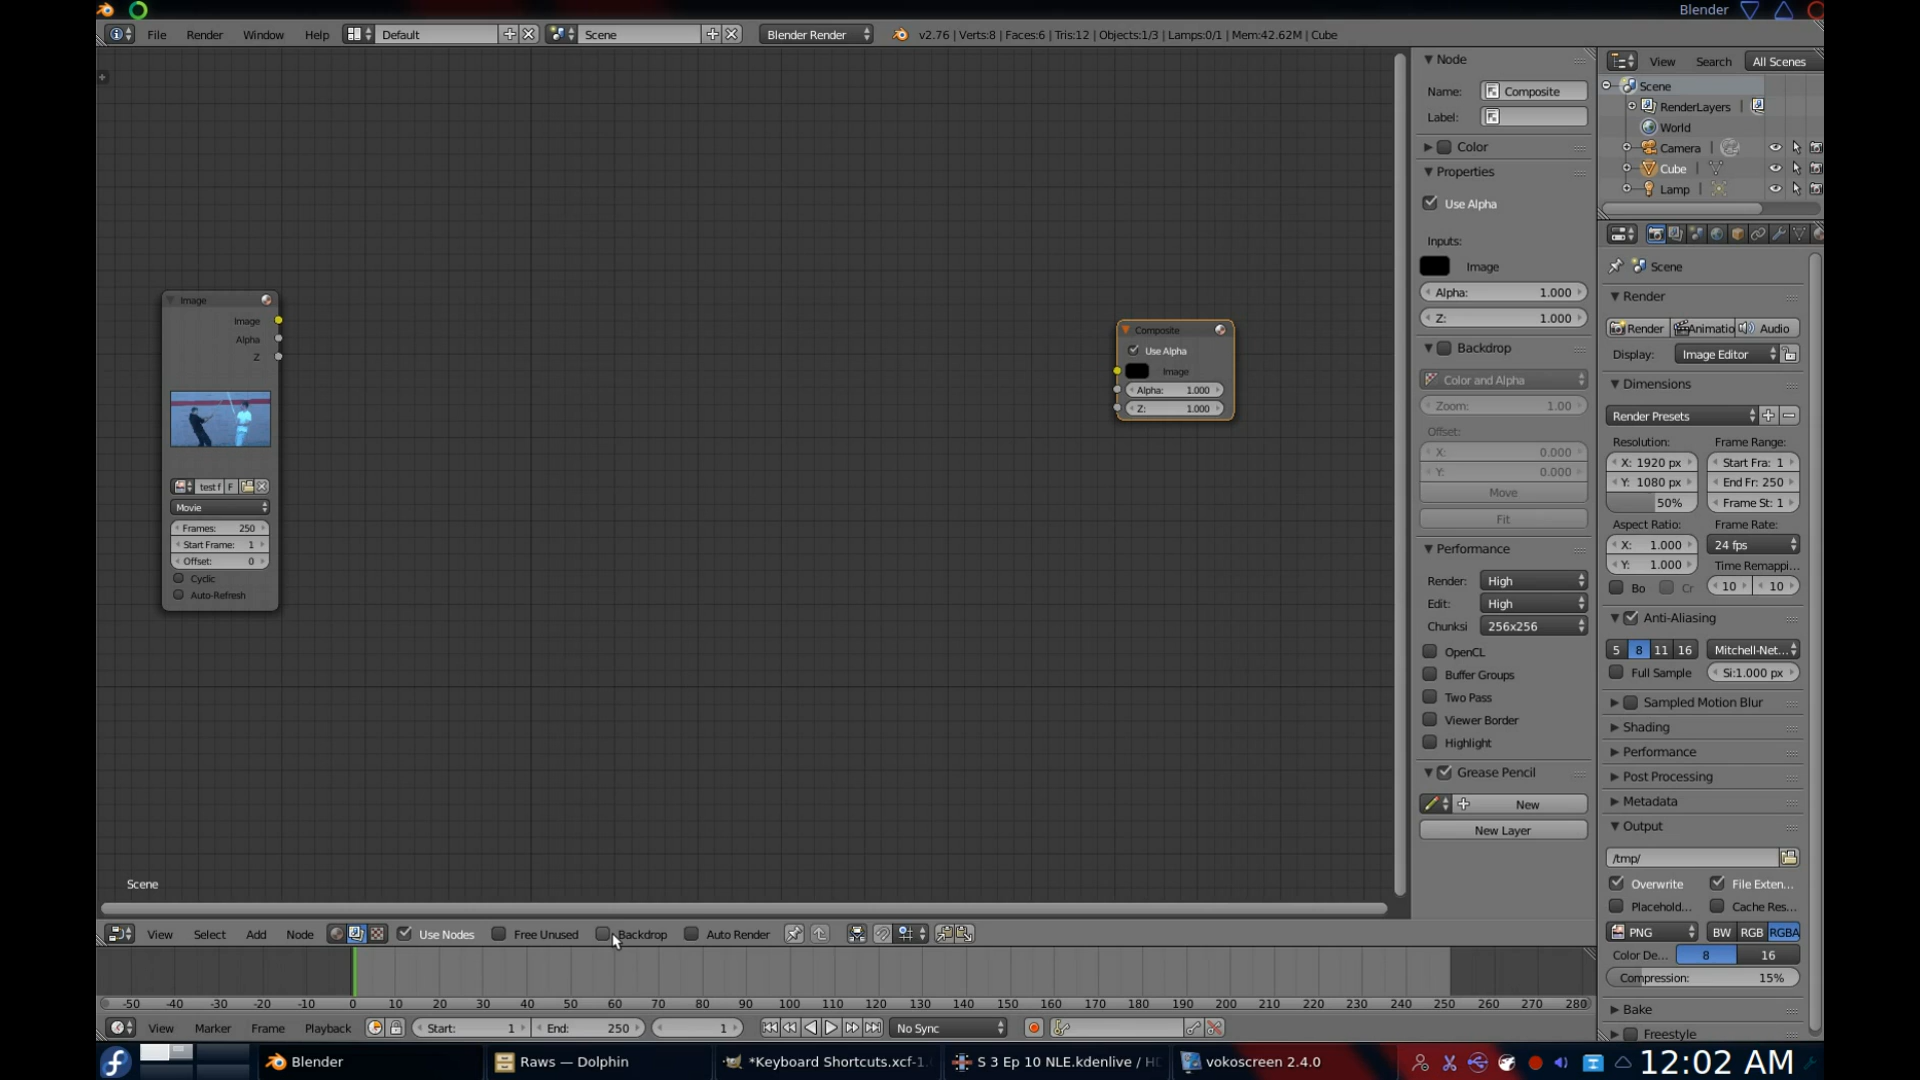 Blender
File Render Window Help Default Scene Blender Render v2.76 | Verts:8 | Faces:6 | Tris:12 | Objects:1/3 | Lamps:0/1 | Mem:42.62M | Cube
Node
Name: Composite
Label:
Color
Properties
Use Alpha
Inputs:
Image
Alpha: 1.000
Z: 1.000
Backdrop
Color and Alpha
Zoom: 1.00
Offset:
X: 0.000
Y: 0.000
Move
Fit
Performance
Render: High
Edit: High
Chunksi 256x256
OpenCL
Buffer Groups
Two Pass
Viewer Border
Highlight
Grease Pencil
New
New Layer
View Search All Scenes
Scene
RenderLayers |
World
Camera |
Cube |
Lamp |
Scene
Render
Render Animatio Audio
Display: Image Editor
Dimensions
Render Presets
Resolution: Frame Range:
X: 1920 px Start Fra: 1
Y: 1080 px End Fr: 250
50% Frame St: 1
Aspect Ratio: Frame Rate:
X: 1.000 24 fps
Y: 1.000 Time Remappi...
Bo Cr 10 10
Anti-Aliasing
5 8 11 16 Mitchell-Net...
Full Sample Si:1.000 px
Sampled Motion Blur
Shading
Performance
Post Processing
Metadata
Output
/tmp/
Overwrite File Exten...
Placehold... Cache Res...
PNG BW RGB RGBA
Color De... 8 16
Compression: 15%
Bake
Freestyle
Image
Image
Alpha
Z
test f F
Movie
Frames: 250
Start Frame: 1
Offset: 0
Cyclic
Auto-Refresh
Composite
Use Alpha
Image
Alpha: 1.000
Z: 1.000
Scene
View Select Add Node Use Nodes Free Unused Backdrop Auto Render
-50 -40 -30 -20 -10 0 10 20 30 40 50 60 70 80 90 100 110 120 130 140 150 160 170 180 190 200 210 220 230 240 250 260 270 280
View Marker Frame Playback Start: 1 End: 250 1 No Sync
Blender Raws — Dolphin *Keyboard Shortcuts.xcf-1. S 3 Ep 10 NLE.kdenlive / HD vokoscreen 2.4.0 12:02 AM